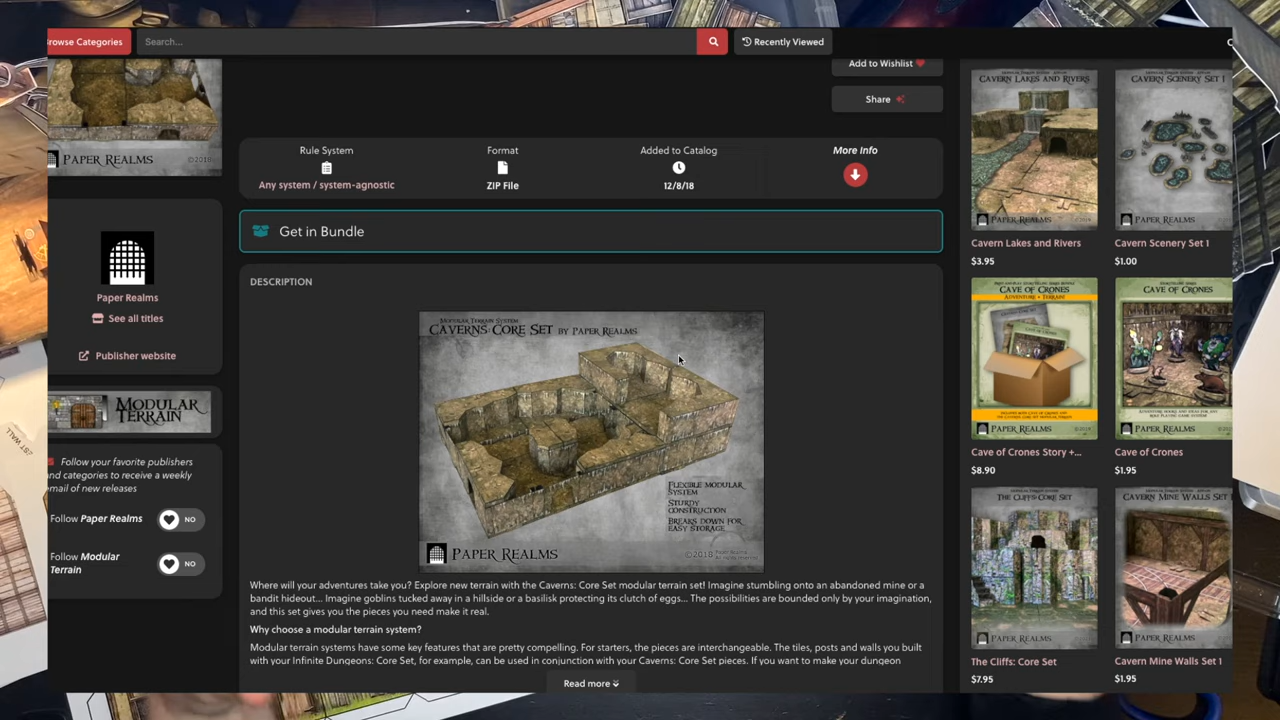 Browse Categories
Search...
Recently Viewed
PAPER REALMS
©2018
Add to Wishlist
Share
Rule System
Any system / system-agnostic
Format
ZIP File
Added to Catalog
12/8/18
More Info
Get in Bundle
Paper Realms
See all titles
Publisher website
MODULAR
TERRAIN
Follow your favorite publishers
and categories to receive a weekly
email of new releases
Follow Paper Realms
NO
Follow Modular
Terrain
NO
DESCRIPTION
MODULAR TERRAIN SYSTEM
CAVERNS: CORE SET BY PAPER REALMS
FLEXIBLE MODULAR
SYSTEM
STURDY
CONSTRUCTION
BREAKS DOWN FOR
EASY STORAGE
PAPER REALMS
©2018
Where will your adventures take you? Explore new terrain with the Caverns: Core Set modular terrain set! Imagine stumbling onto an abandoned mine or a
bandit hideout... Imagine goblins tucked away in a hillside or a basilisk protecting its clutch of eggs... The possibilities are bounded only by your imagination,
and this set gives you the pieces you need make it real.
Why choose a modular terrain system?
Modular terrain systems have some key features that are pretty compelling. For starters, the pieces are interchangeable. The tiles, posts and walls you built
with your Infinite Dungeons: Core Set, for example, can be used in conjunction with your Caverns: Core Set pieces. If you want to make your dungeon
Read more
CAVERN LAKES AND RIVERS
PAPER REALMS
Cavern Lakes and Rivers
$3.95
CAVERN SCENERY SET 1
PAPER REALMS
Cavern Scenery Set 1
$1.00
CAVE OF CRONES
ADVENTURE + TERRAIN
PAPER REALMS
Cave of Crones Story +...
$8.90
CAVE OF CRONES
PAPER REALMS
Cave of Crones
$1.95
THE CLIFFS: CORE SET
PAPER REALMS
The Cliffs: Core Set
$7.95
CAVERN MINE WALLS SET 1
PAPER REALMS
Cavern Mine Walls Set 1
$1.95